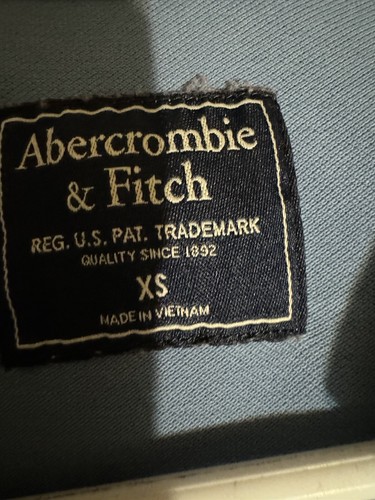 Abercrombie
& Fitch
REG. U.S. PAT. TRADEMARK
QUALITY SINCE 1892
XS
MADE IN VIETNAM